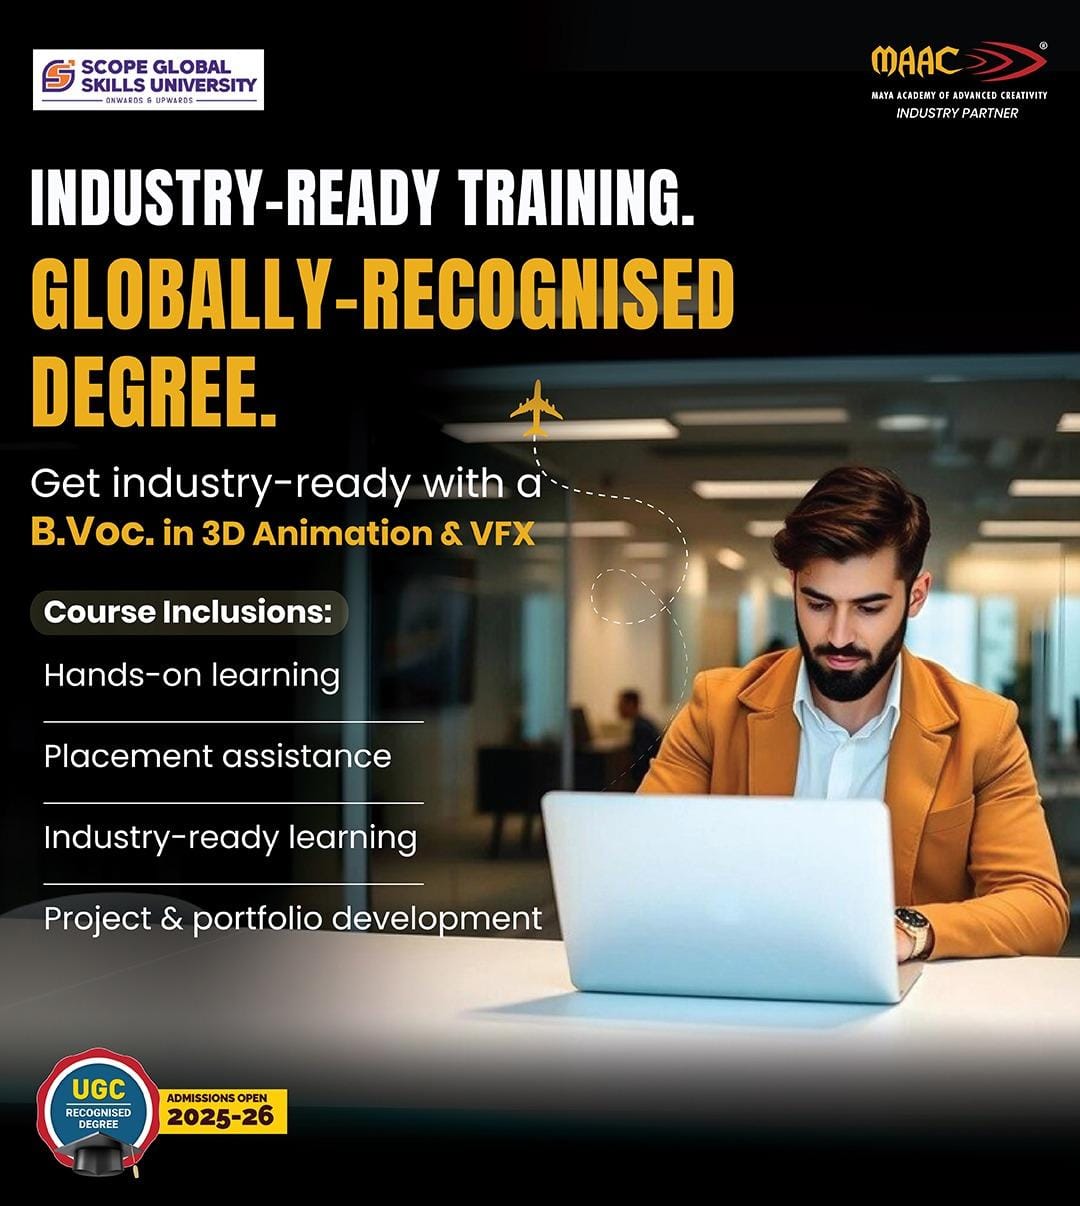 SCOPE GLOBAL
SKILLS UNIVERSITY
ONWARDS & UPWARDS
MAAC®
MAYA ACADEMY OF ADVANCED CREATIVITY
INDUSTRY PARTNER
INDUSTRY-READY TRAINING.
GLOBALLY-RECOGNISED
DEGREE.
Get industry-ready with a
B.Voc. in 3D Animation & VFX
Course Inclusions:
Hands-on learning
Placement assistance
Industry-ready learning
Project & portfolio development
UGC
RECOGNISED
DEGREE
ADMISSIONS OPEN
2025-26